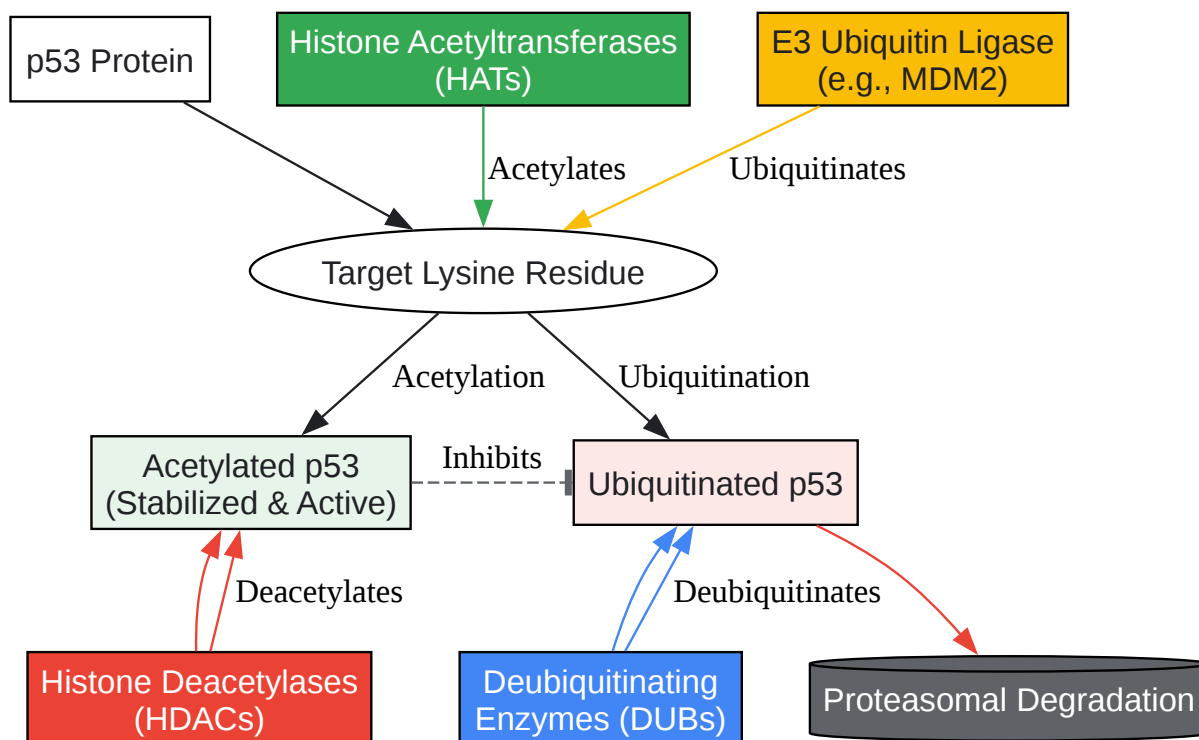 p53 Protein
Histone Acetyltransferases
(HATs)
E3 Ubiquitin Ligase
(e.g., MDM2)
Acetylates
Ubiquitinates
Target Lysine Residue
Acetylation
Ubiquitination
Acetylated p53
(Stabilized & Active)
Inhibits
Ubiquitinated p53
Deacetylates
Deubiquitinates
Histone Deacetylases
(HDACs)
Deubiquitinating
Enzymes (DUBs)
Proteasomal Degradation